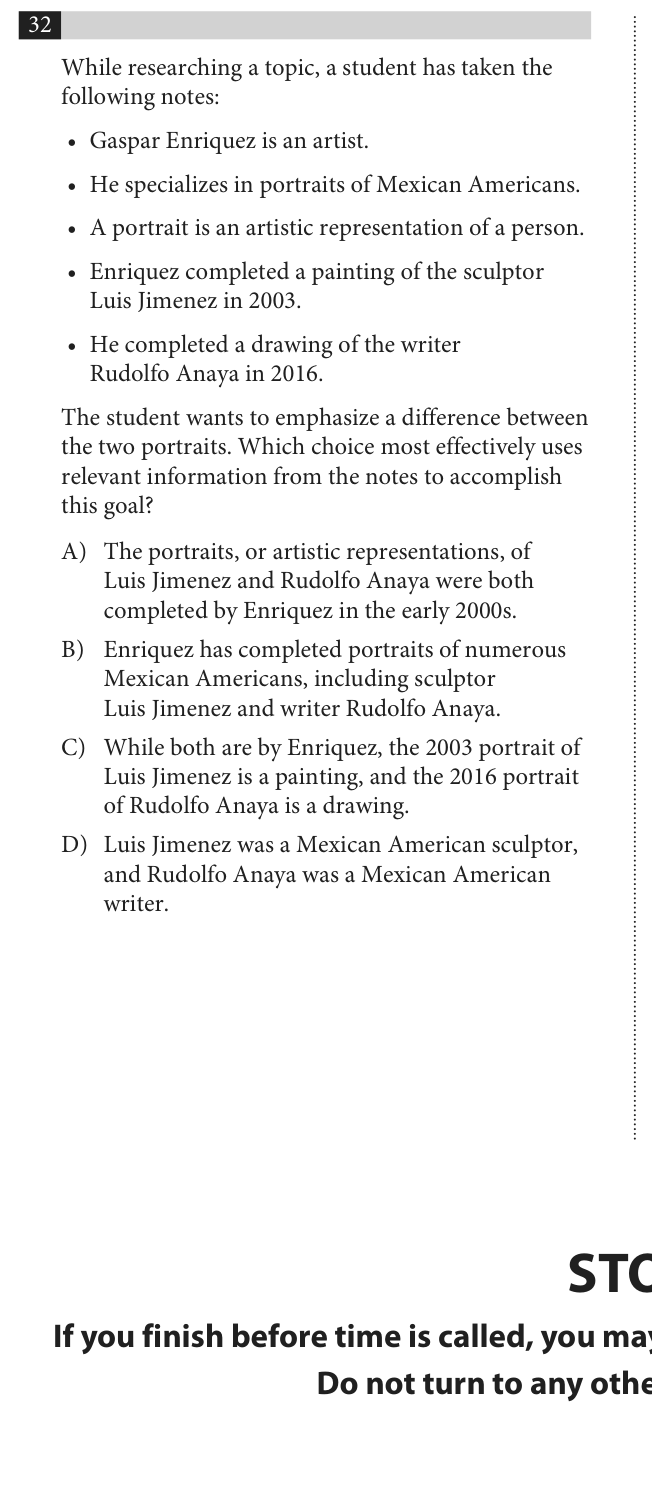 32
While researching a topic, a student has taken the
following notes:
• Gaspar Enriquez is an artist.
• He specializes in portraits of Mexican Americans.
• A portrait is an artistic representation of a person.
• Enriquez completed a painting of the sculptor
Luis Jimenez in 2003.
• He completed a drawing of the writer
Rudolfo Anaya in 2016.
The student wants to emphasize a difference between
the two portraits. Which choice most effectively uses
relevant information from the notes to accomplish
this goal?
A) The portraits, or artistic representations, of
Luis Jimenez and Rudolfo Anaya were both
completed by Enriquez in the early 2000s.
B) Enriquez has completed portraits of numerous
Mexican Americans, including sculptor
Luis Jimenez and writer Rudolfo Anaya.
C) While both are by Enriquez, the 2003 portrait of
Luis Jimenez is a painting, and the 2016 portrait
of Rudolfo Anaya is a drawing.
D) Luis Jimenez was a Mexican American sculptor,
and Rudolfo Anaya was a Mexican American
writer.
If you finish before time is called, you may
Do not turn to any